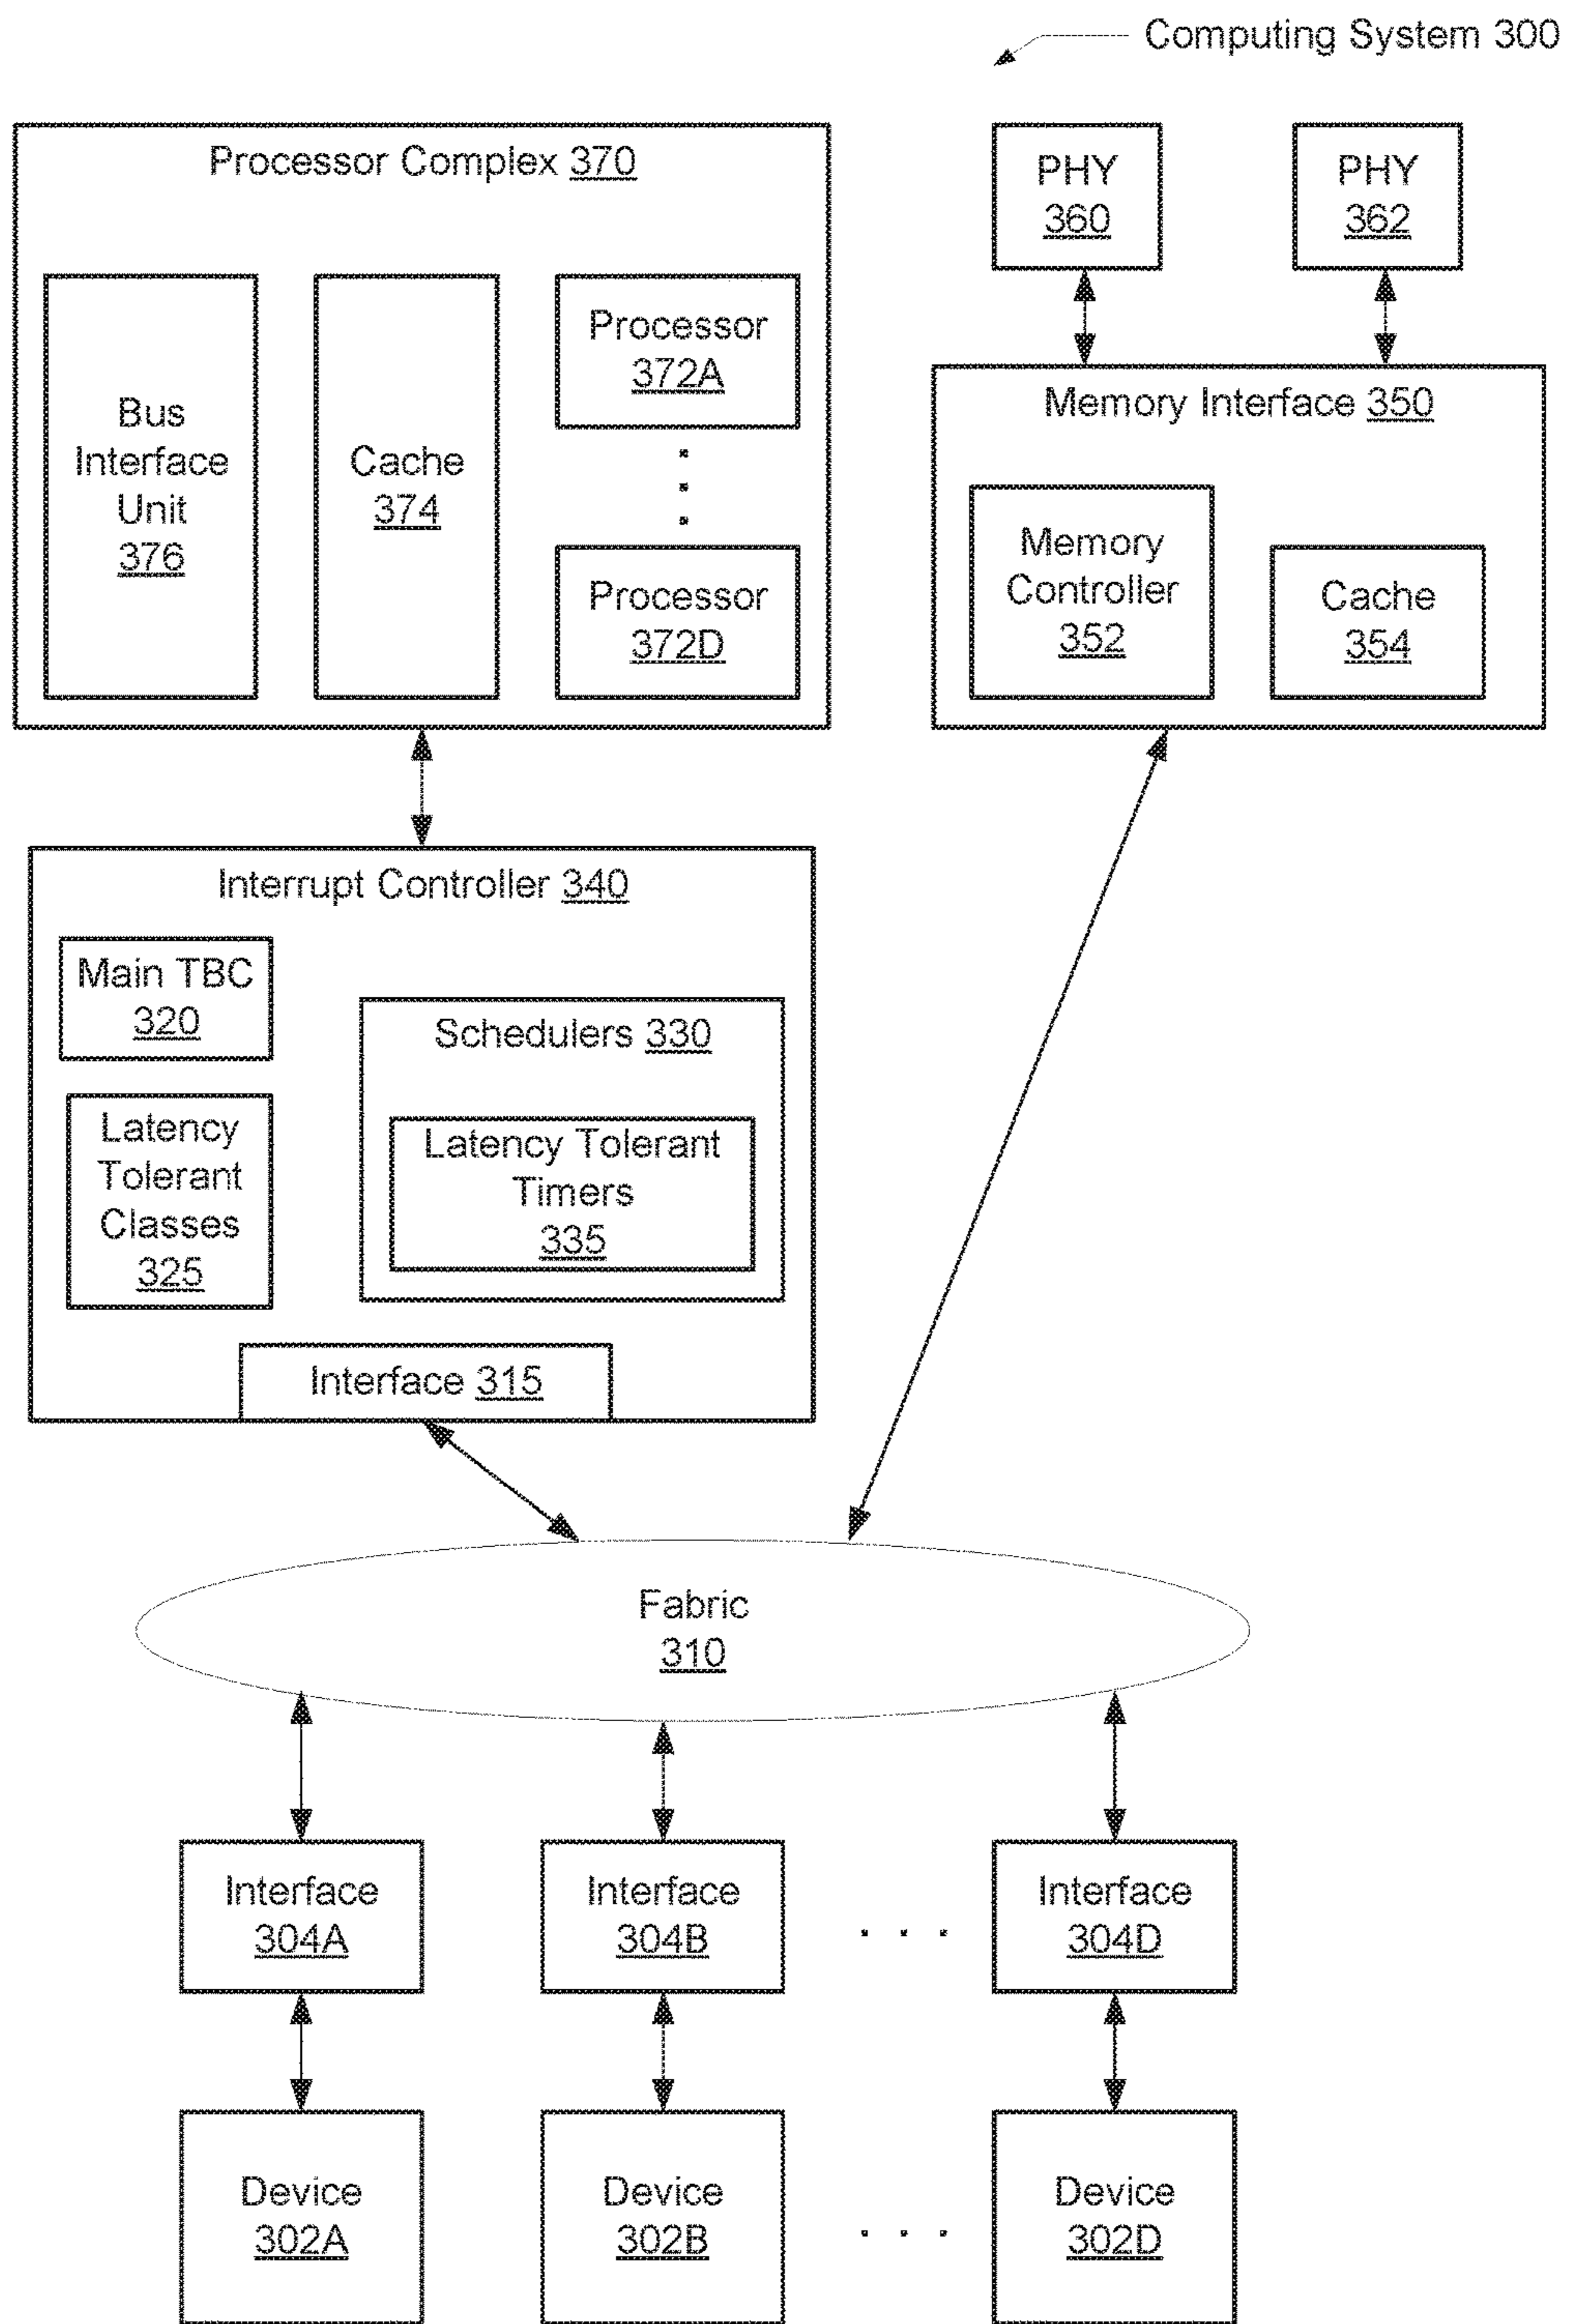 Computing System 300
Processor Complex 370
Bus
Interface
Unit
376
Cache
374
Processor
372A
Processor
372D
PHY
360
PHY
362
Memory Interface 350
Memory
Controller
352
Cache
354
Interrupt Controller 340
Main TBC
320
Latency
Tolerant
Classes
325
Schedulers 330
Latency Tolerant
Timers
335
Interface 315
Fabric
310
Interface
304A
Interface
304B
. . .
Interface
304D
Device
302A
Device
302B
. . .
Device
302D